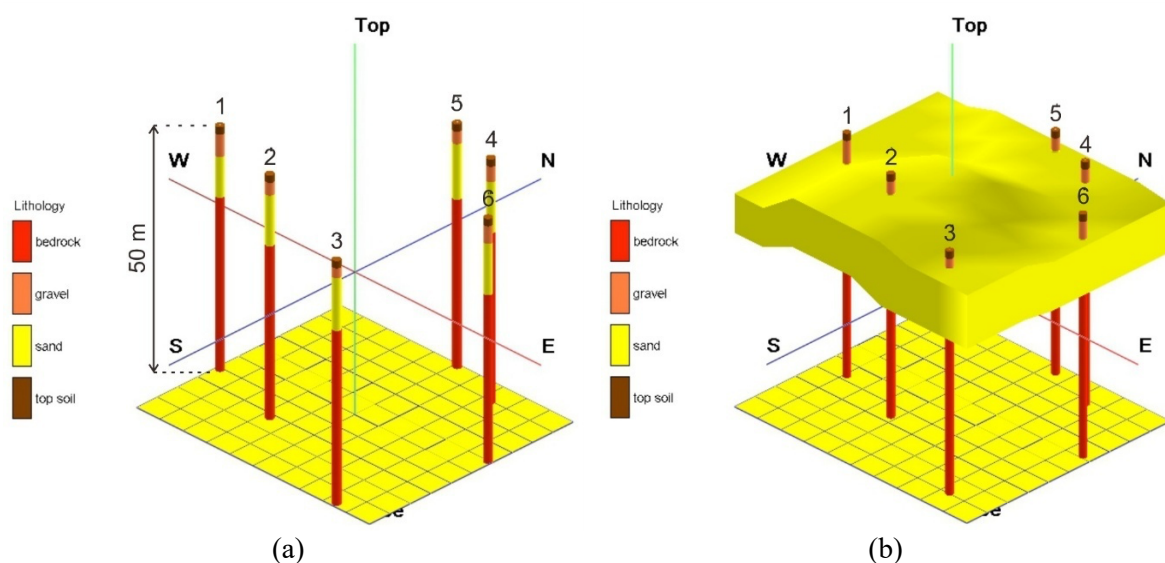 Top
1
5
2
4
W
N
6
Lithology
bedrock
3
gravel
50 m
sand
S
E
top soil
(a)
Top
1
5
2
4
W
N
6
Lithology
bedrock
3
gravel
sand
S
E
top soil
(b)